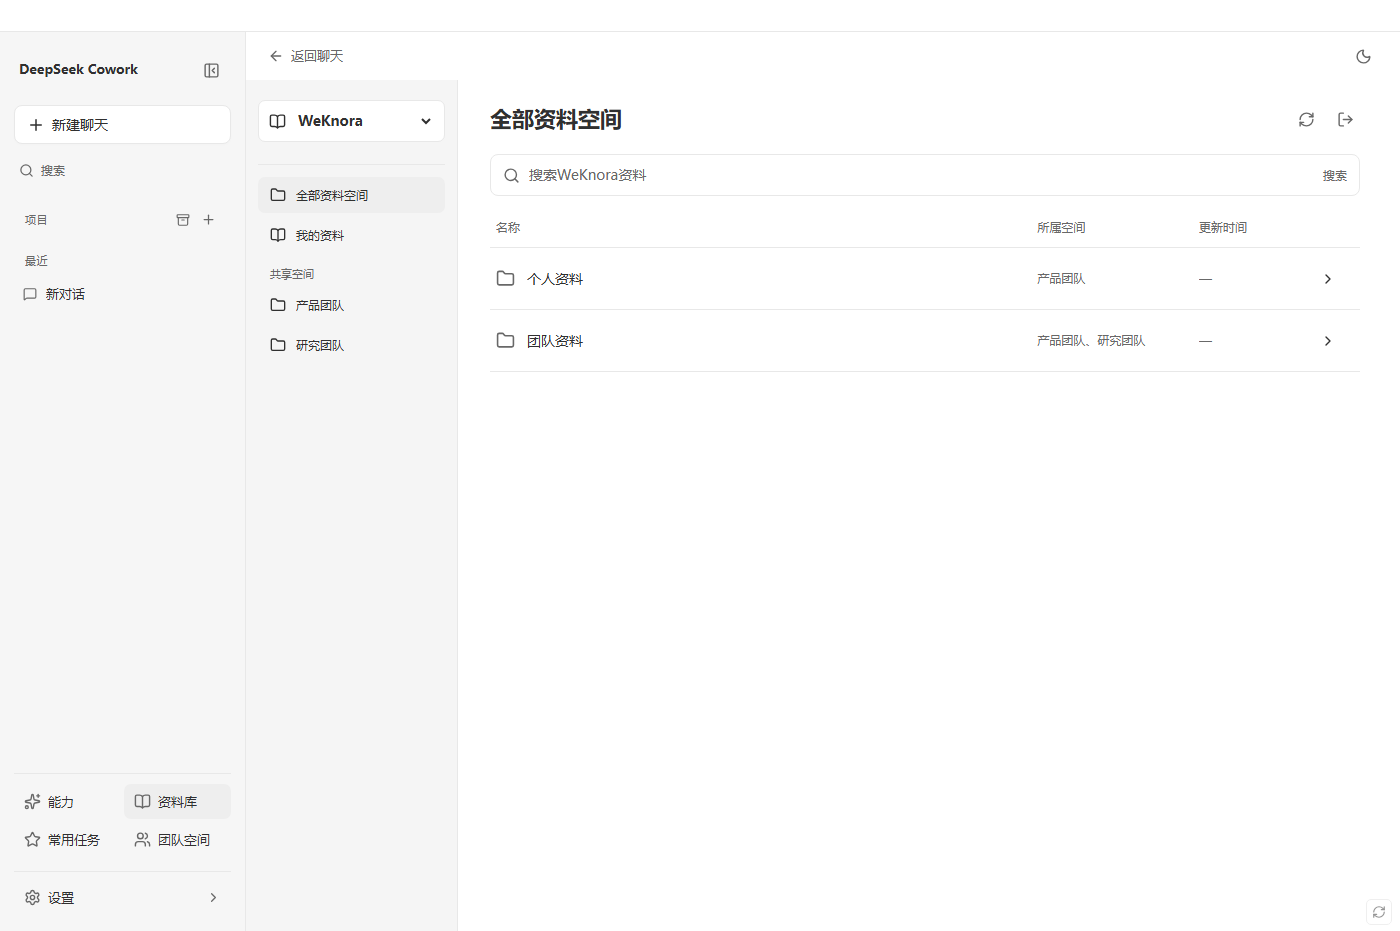 DeepSeek Cowork
新建聊天
搜索
项目
最近
新对话
能力
资料库
常用任务
团队空间
设置
返回聊天
WeKnora
全部资料空间
我的资料
共享空间
产品团队
研究团队
全部资料空间
搜索WeKnora资料
搜索
名称 所属空间 更新时间
个人资料 产品团队 —
团队资料 产品团队、研究团队 —